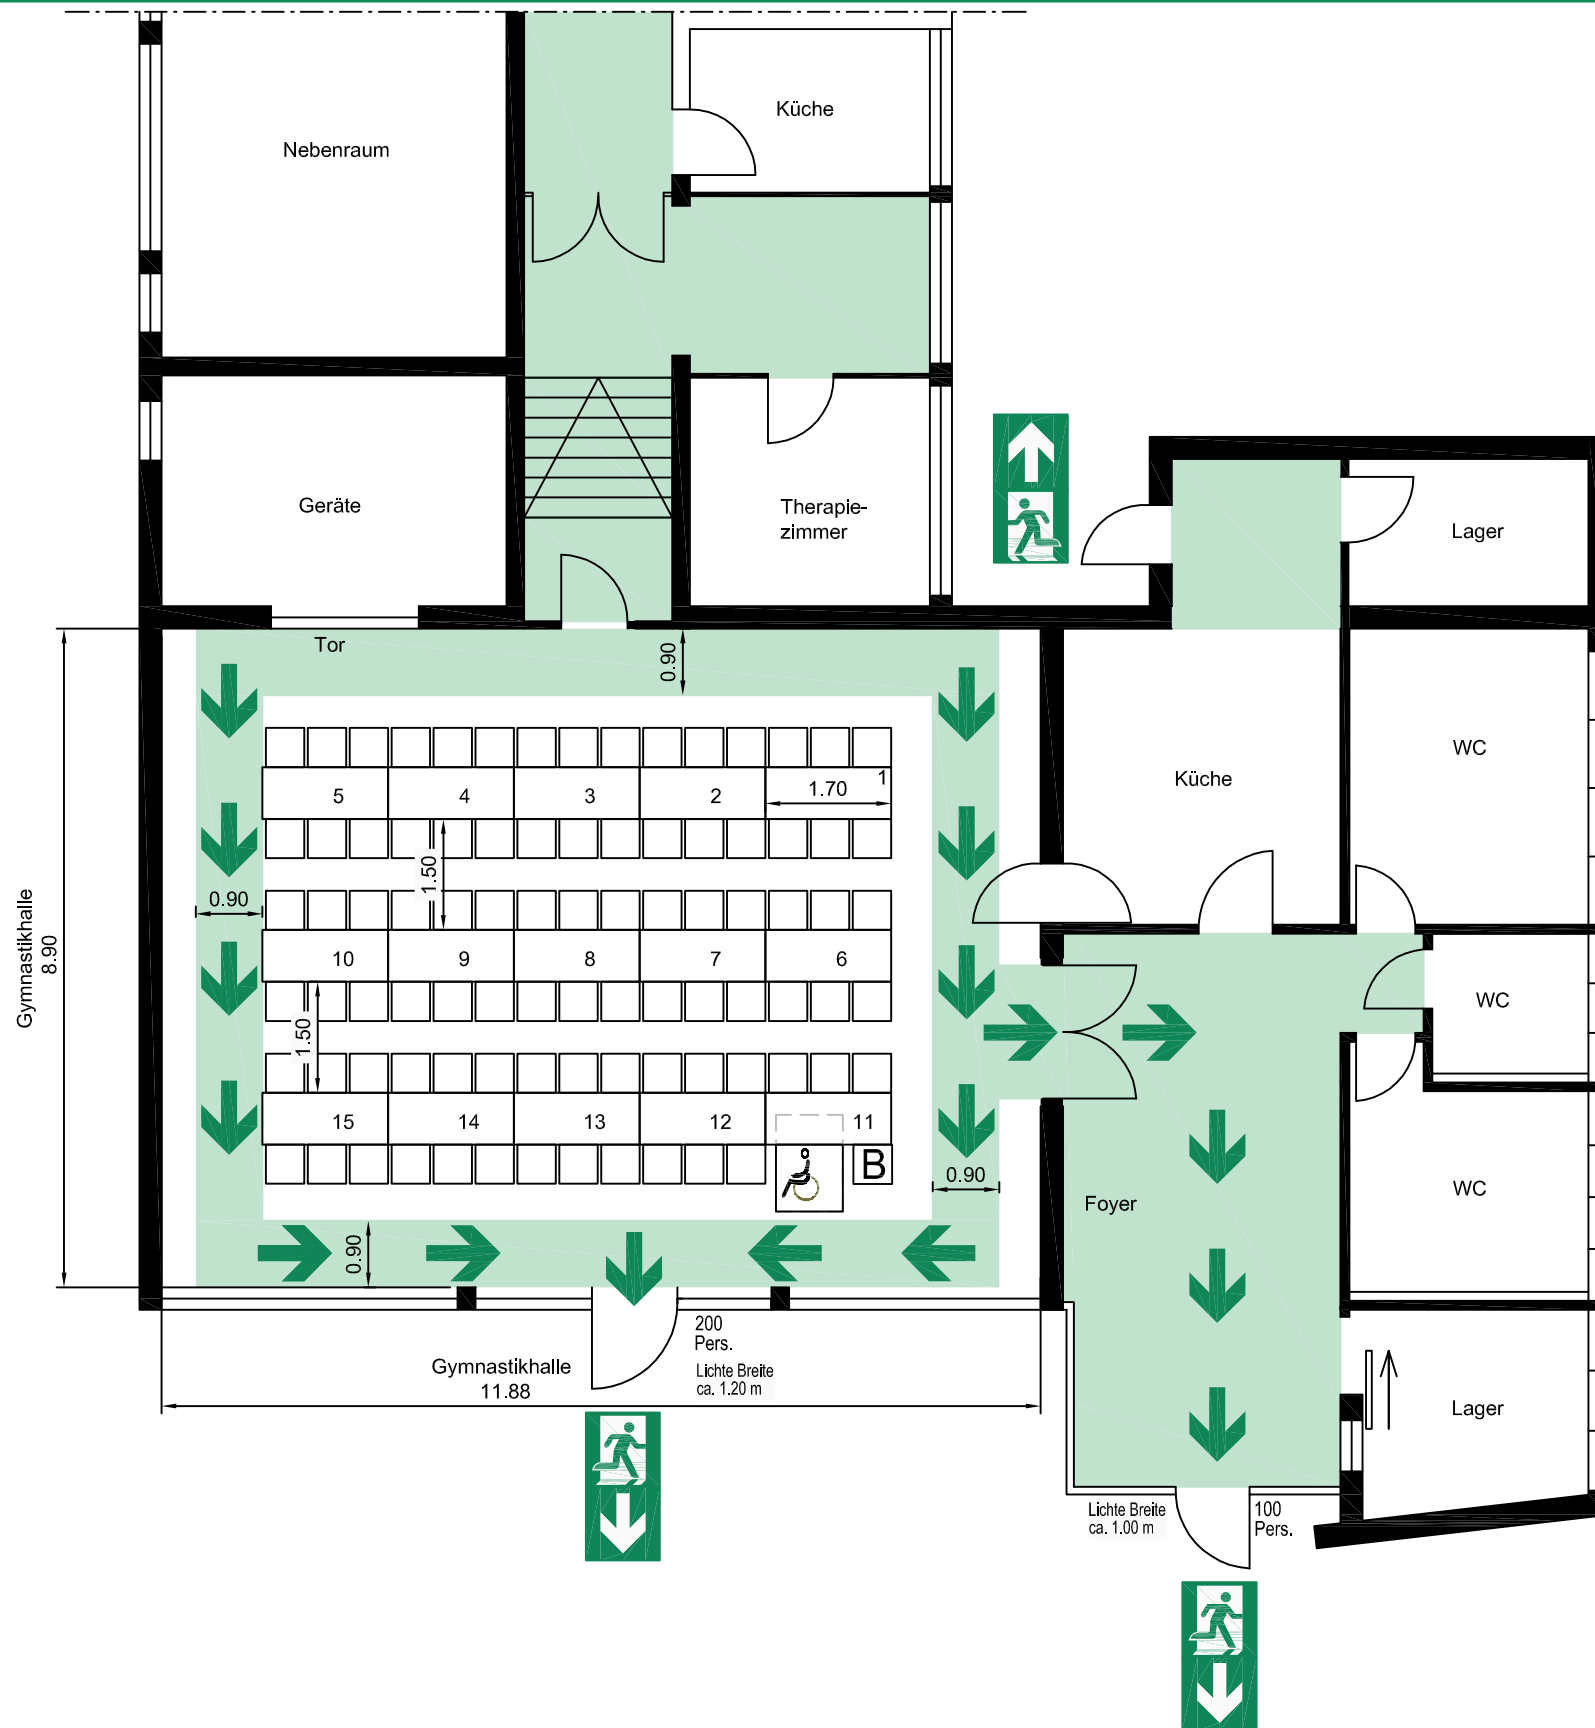 Küche
Nebenraum
Geräte
Therapie-
zimmer
Lager
Tor
0.90
Küche
WC
5
4
3
2
1.70
1
1.50
0.90
Gymnastikhalle
8.90
10
9
8
7
6
WC
1.50
15
14
13
12
11
B
0.90
WC
Foyer
0.90
200
Pers.
Lichte Breite
ca. 1.20 m
Gymnastikhalle
11.88
Lager
Lichte Breite
ca. 1.00 m
100
Pers.